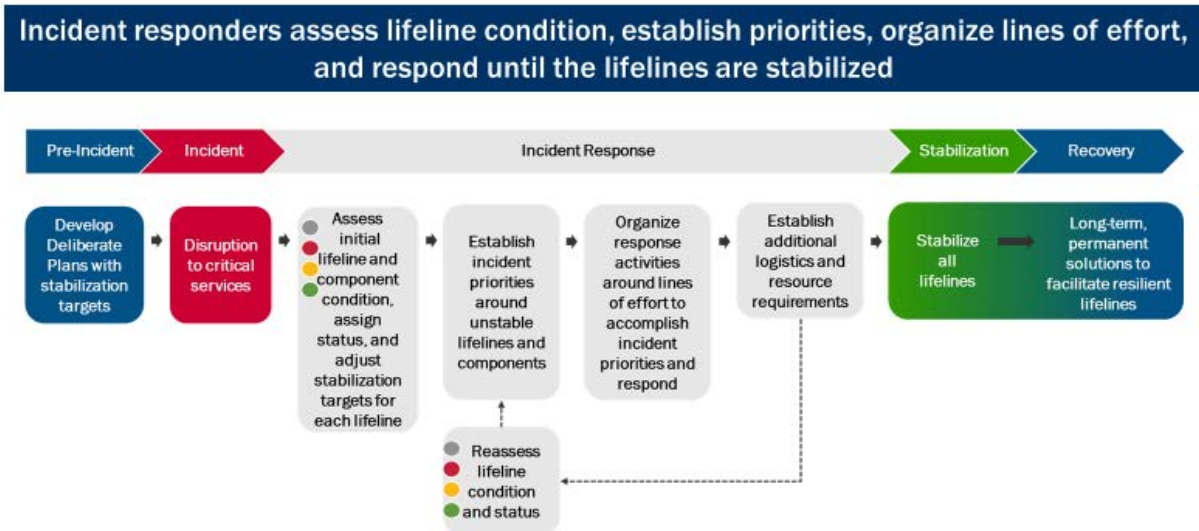 Incident responders assess lifeline condition, establish priorities, organize lines of effort,
and respond until the lifelines are stabilized
Pre-Incident
Incident
Incident Response
Stabilization
Recovery
Develop
Deliberate
Plans with
stabilization
targets
Disruption
to critical
services
Assess
initial
lifeline and
component
condition,
assign
status, and
adjust
stabilization
targets for
each lifeline
Establish
incident
priorities
around
unstable
lifelines and
components
Organize
response
activities
around lines
of effort to
accomplish
incident
priorities and
respond
Establish
additional
logistics and
resource
requirements
Stabilize
all
lifelines
Long-term,
permanent
solutions to
facilitate resilient
lifelines
Reassess
lifeline
condition
and status